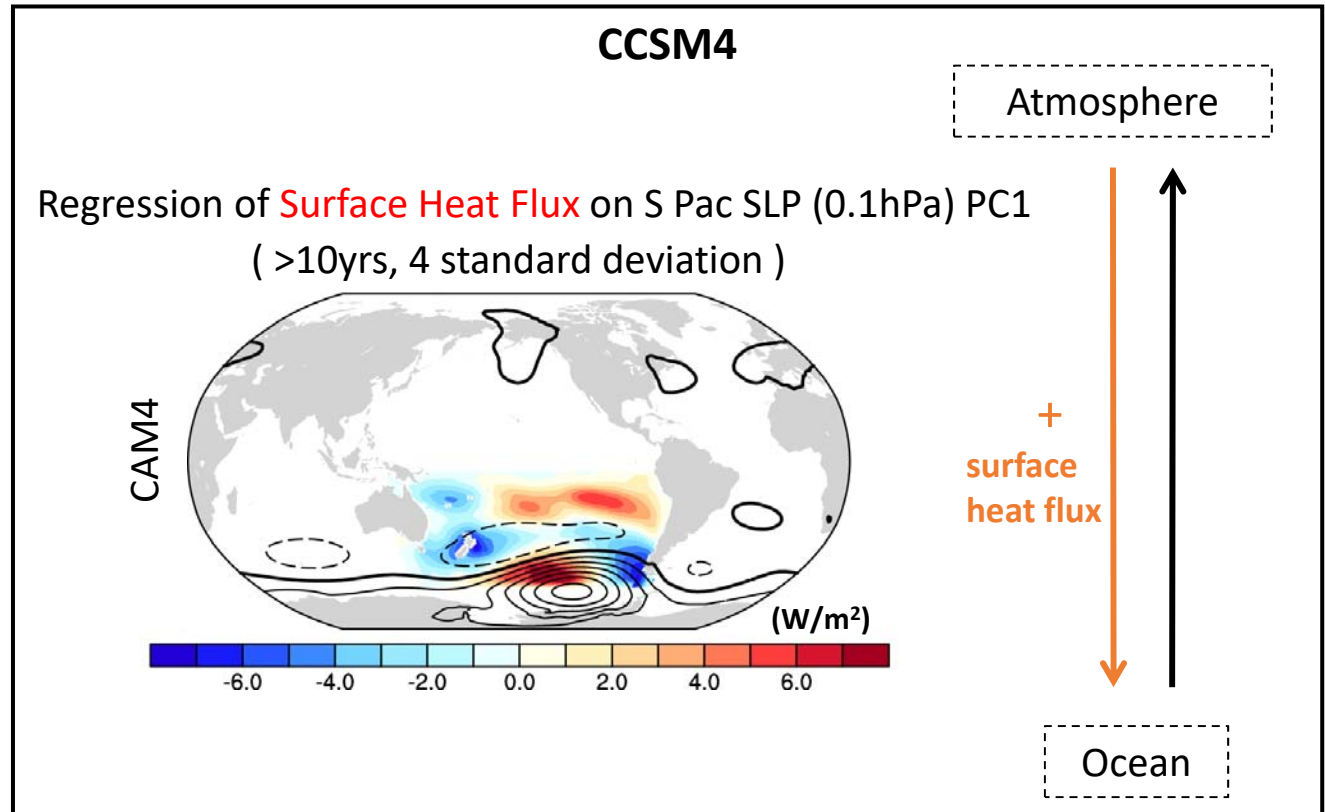 CCSM4
Atmosphere
Regression of Surface Heat Flux on S Pac SLP (0.1hPa) PC1
( >10yrs, 4 standard deviation )
CAM4
+
surface
heat flux
(W/m²)
-6.0 -4.0 -2.0 0.0 2.0 4.0 6.0
Ocean